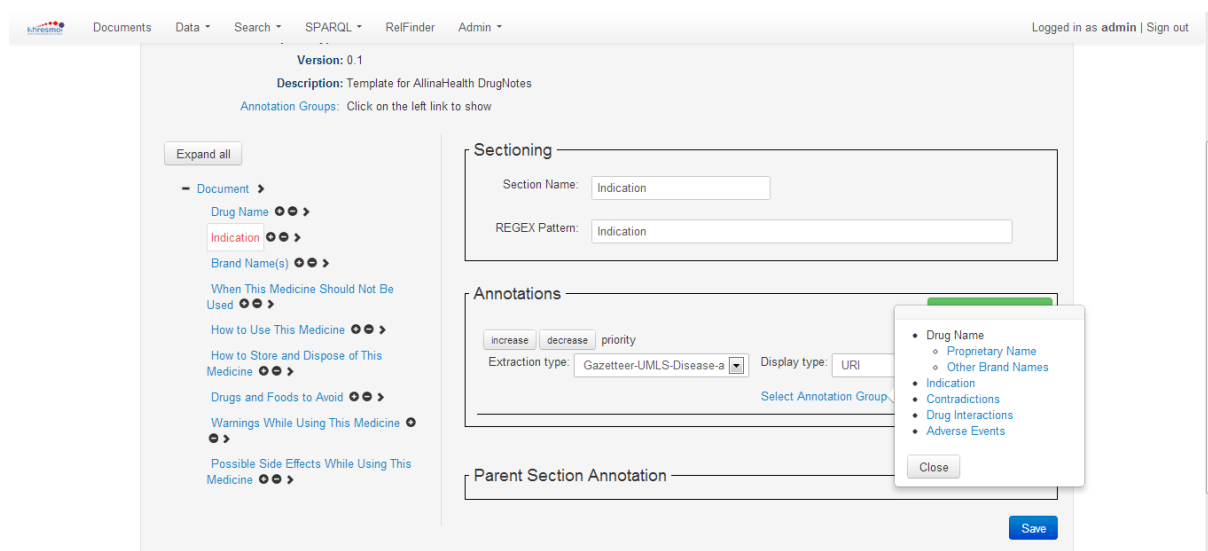 khresmoi Documents Data Search SPARQL RelFinder Admin Logged in as admin | Sign out
Version: 0.1
Description: Template for AllinaHealth DrugNotes
Annotation Groups: Click on the left link to show
Expand all
Document
Drug Name
Indication
Brand Name(s)
When This Medicine Should Not Be
Used
How to Use This Medicine
How to Store and Dispose of This
Medicine
Drugs and Foods to Avoid
Warnings While Using This Medicine
Possible Side Effects While Using This
Medicine
Sectioning
Section Name: Indication
REGEX Pattern: Indication
Annotations
increase decrease priority
Extraction type: Gazetteer-UMLS-Disease-a Display type: URI
Select Annotation Group
Drug Name
Proprietary Name
Other Brand Names
Indication
Contradictions
Drug Interactions
Adverse Events
Close
Parent Section Annotation
Save